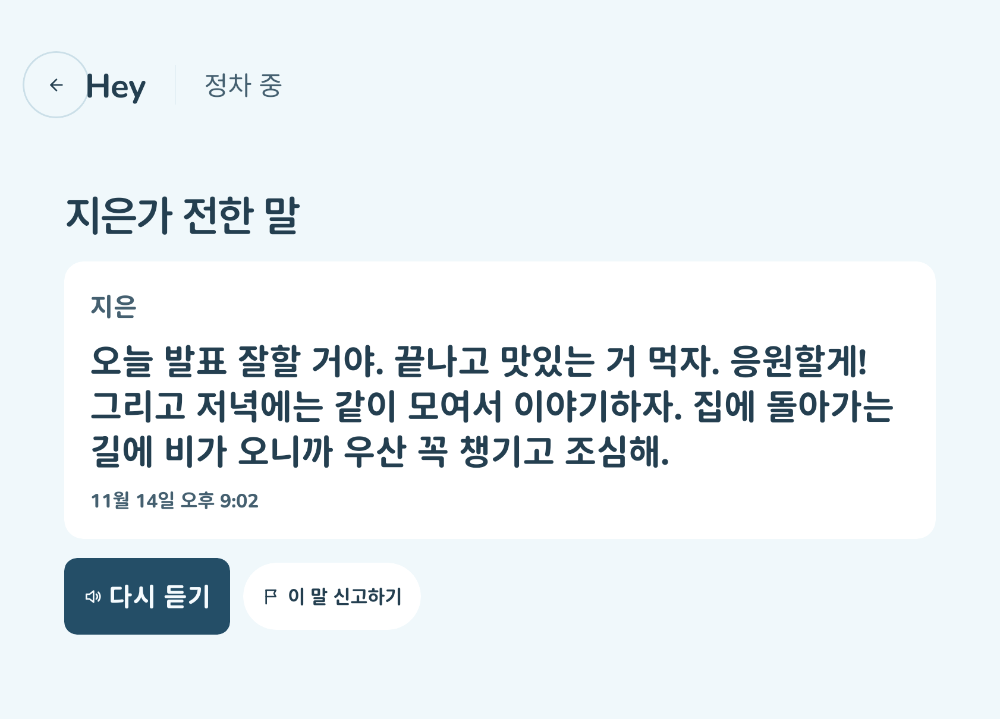 Hey
정차 중
지은가 전한 말
지은
오늘 발표 잘할 거야. 끝나고 맛있는 거 먹자. 응원할게!
그리고 저녁에는 같이 모여서 이야기하자. 집에 돌아가는
길에 비가 오니까 우산 꼭 챙기고 조심해.
11월 14일 오후 9:02
다시 듣기
이 말 신고하기